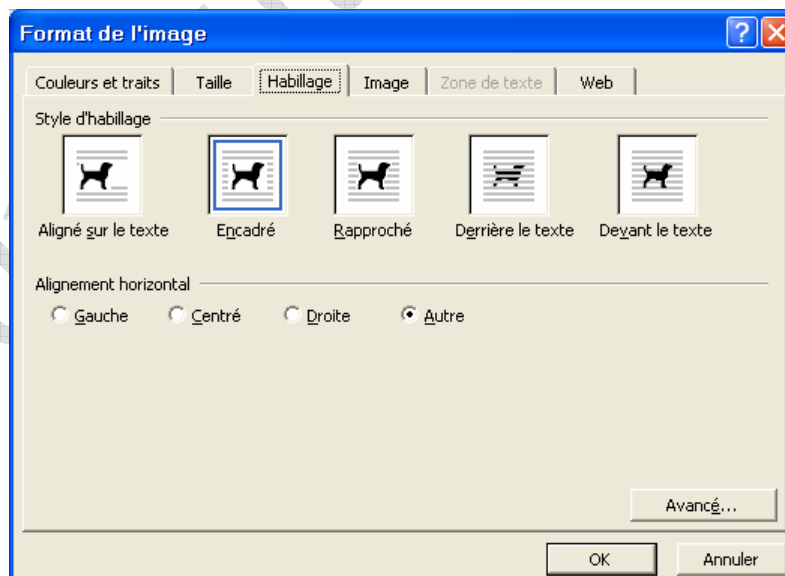 Format de l'image
Couleurs et traits Taille Habillage Image Zone de texte Web
Style d'habillage
Aligné sur le texte Encadré Rapproché Derrière le texte Devant le texte
Alignement horizontal
Gauche Centré Droite Autre
Avancé...
OK Annuler